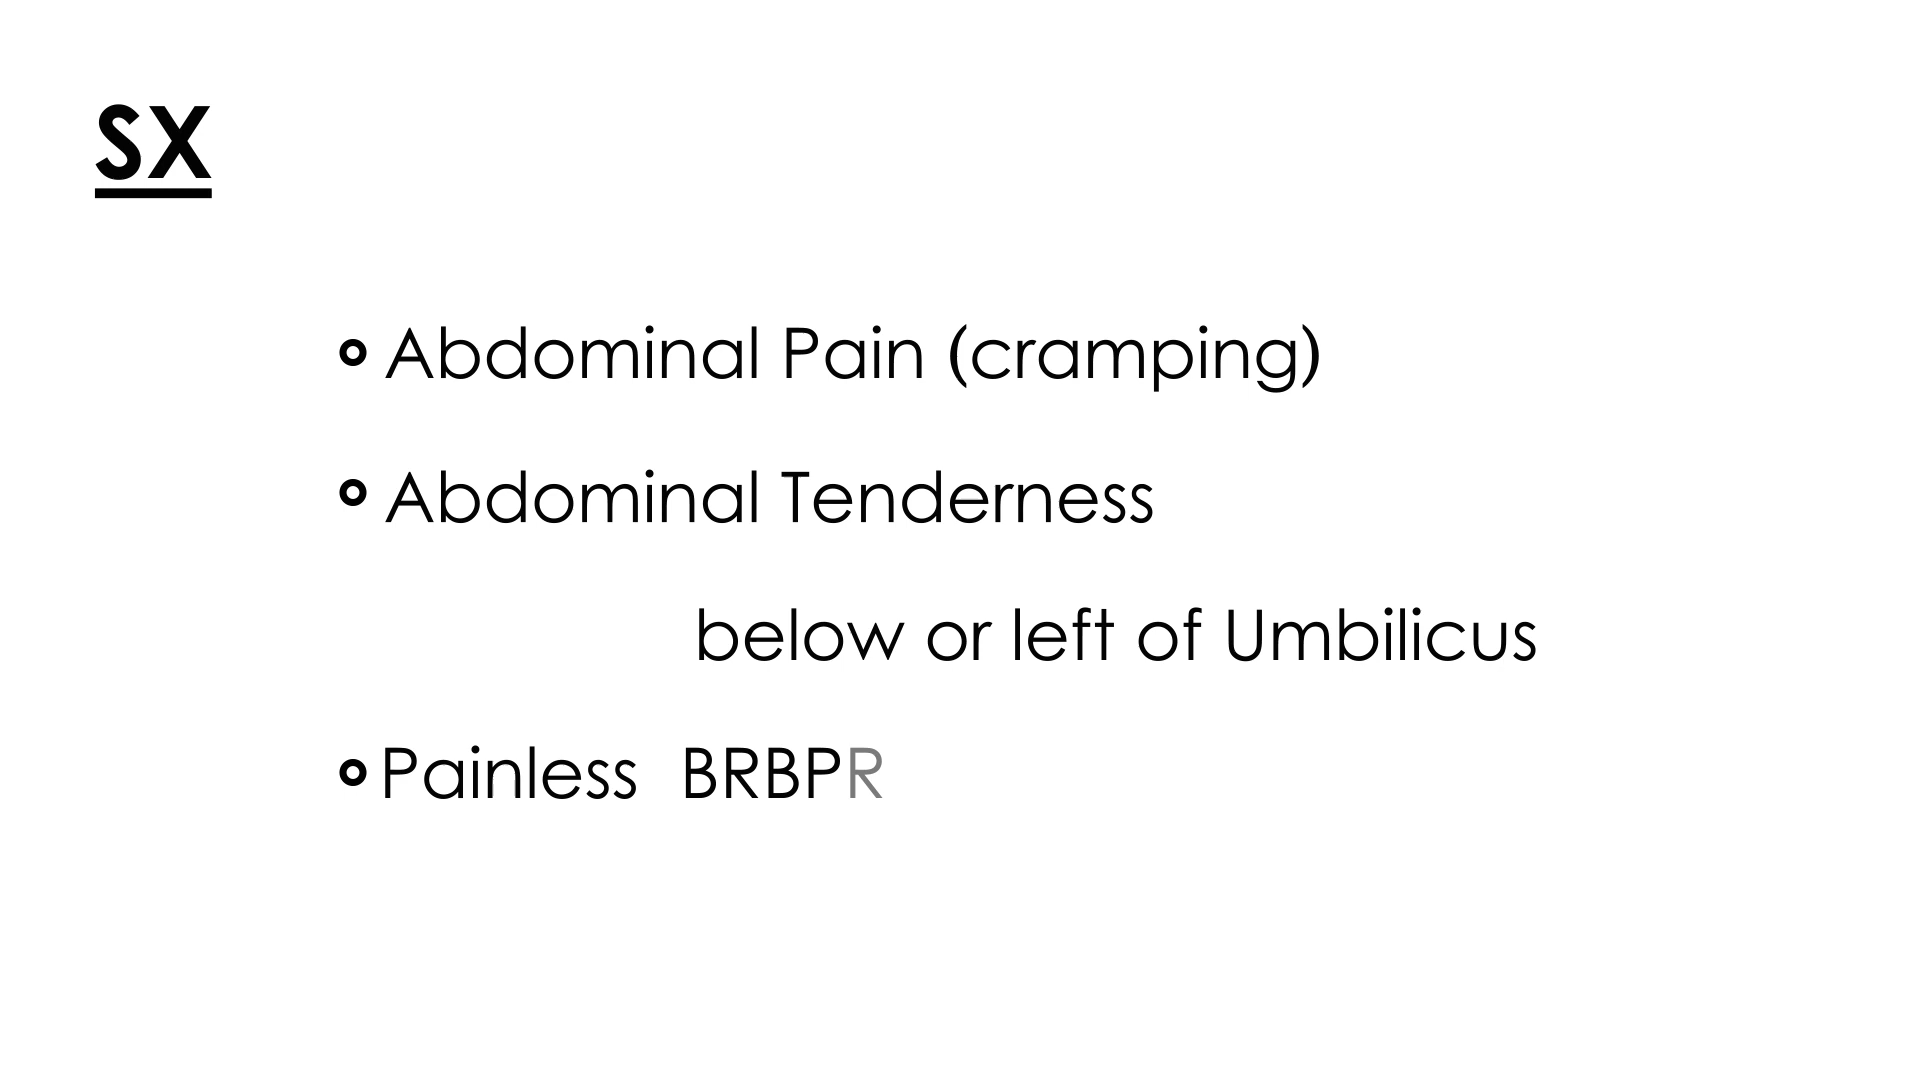 SX
Abdominal Pain (cramping)
Abdominal Tenderness
below or left of Umbilicus
Painless BRBPR